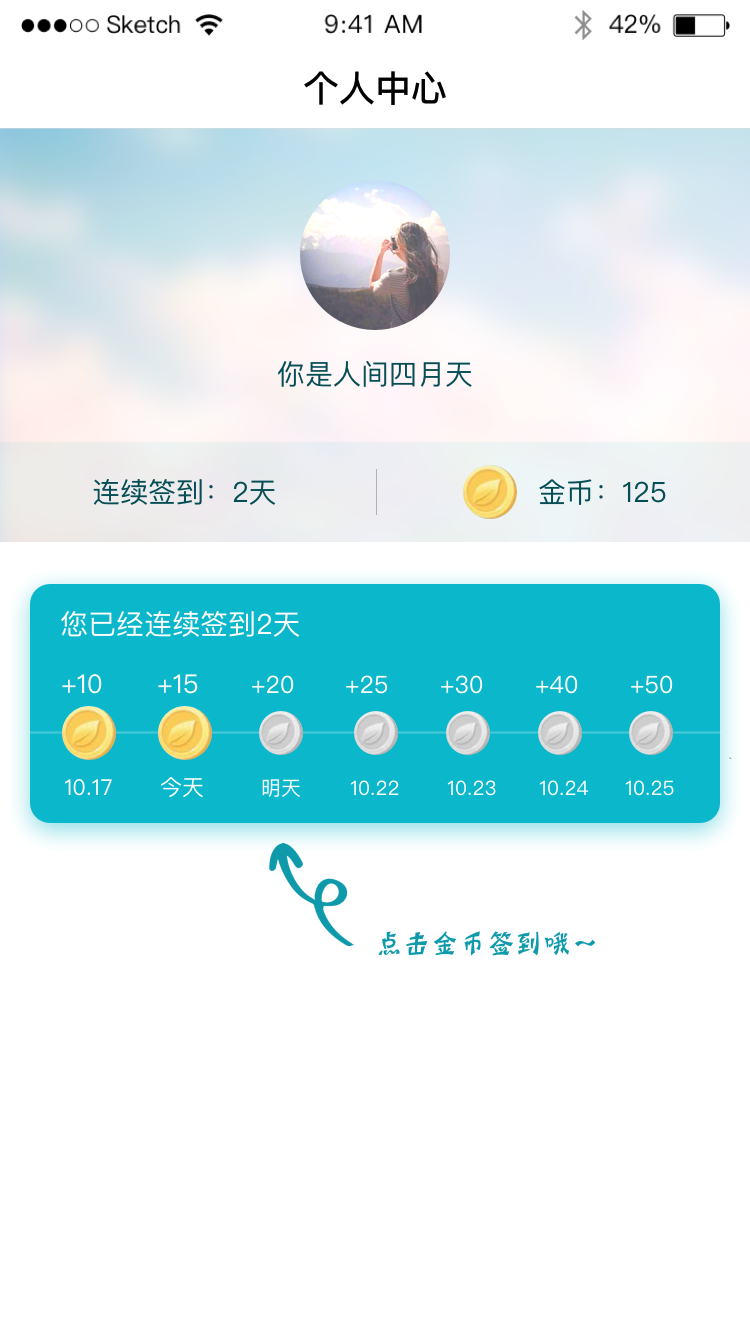 Sketch 9:41 AM 42%
个人中心
你是人间四月天
连续签到：2天 金币：125
您已经连续签到2天
+10 +15 +20 +25 +30 +40 +50
10.17 今天 明天 10.22 10.23 10.24 10.25
点击金币签到哦~